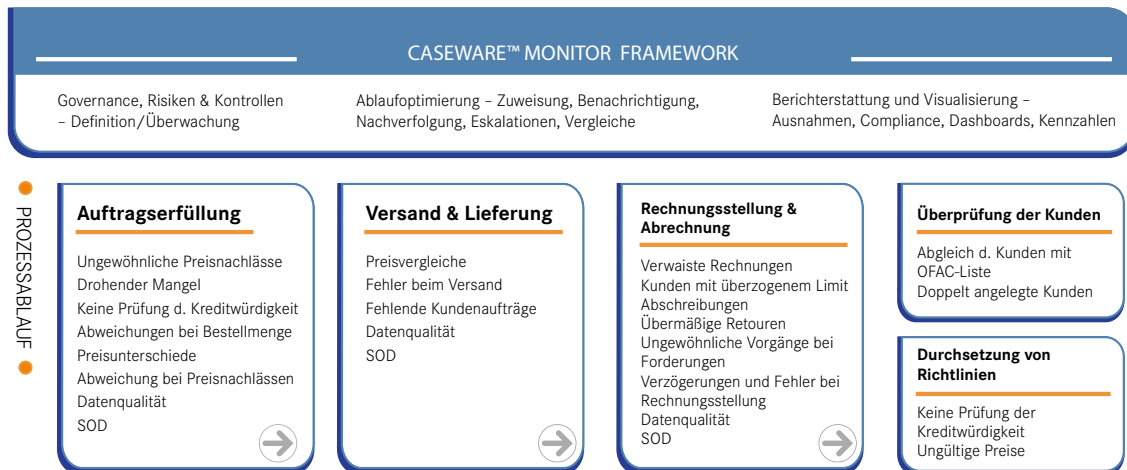 CASEWARE™ MONITOR FRAMEWORK
Governance, Risiken & Kontrollen
– Definition/Überwachung
Ablaufoptimierung – Zuweisung, Benachrichtigung,
Nachverfolgung, Eskalationen, Vergleiche
Berichterstattung und Visualisierung –
Ausnahmen, Compliance, Dashboards, Kennzahlen
PROZESSABLAUF
Auftragserfüllung
Ungewöhnliche Preisnachlässe
Drohender Mangel
Keine Prüfung d. Kreditwürdigkeit
Abweichungen bei Bestellmenge
Preisunterschiede
Abweichung bei Preisnachlässen
Datenqualität
SOD
Versand & Lieferung
Preisvergleiche
Fehler beim Versand
Fehlende Kundenaufträge
Datenqualität
SOD
Rechnungsstellung &
Abrechnung
Verwaiste Rechnungen
Kunden mit überzogenem Limit
Abschreibungen
Übermäßige Retouren
Ungewöhnliche Vorgänge bei
Forderungen
Verzögerungen und Fehler bei
Rechnungsstellung
Datenqualität
SOD
Überprüfung der Kunden
Abgleich d. Kunden mit
OFAC-Liste
Doppelt angelegte Kunden
Durchsetzung von
Richtlinien
Keine Prüfung der
Kreditwürdigkeit
Ungültige Preise